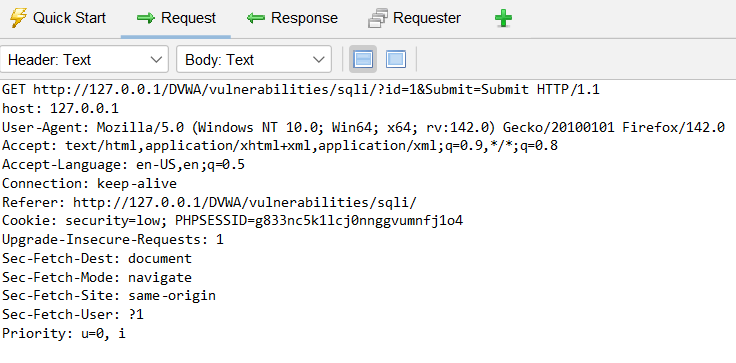 Quick Start Request Response Requester
Header: Text Body: Text
GET http://127.0.0.1/DVWA/vulnerabilities/sqli/?id=1&Submit=Submit HTTP/1.1
host: 127.0.0.1
User-Agent: Mozilla/5.0 (Windows NT 10.0; Win64; x64; rv:142.0) Gecko/20100101 Firefox/142.0
Accept: text/html,application/xhtml+xml,application/xml;q=0.9,*/*;q=0.8
Accept-Language: en-US,en;q=0.5
Connection: keep-alive
Referer: http://127.0.0.1/DVWA/vulnerabilities/sqli/
Cookie: security=low; PHPSESSID=g833nc5k1lcj0nnggvumnfj1o4
Upgrade-Insecure-Requests: 1
Sec-Fetch-Dest: document
Sec-Fetch-Mode: navigate
Sec-Fetch-Site: same-origin
Sec-Fetch-User: ?1
Priority: u=0, i